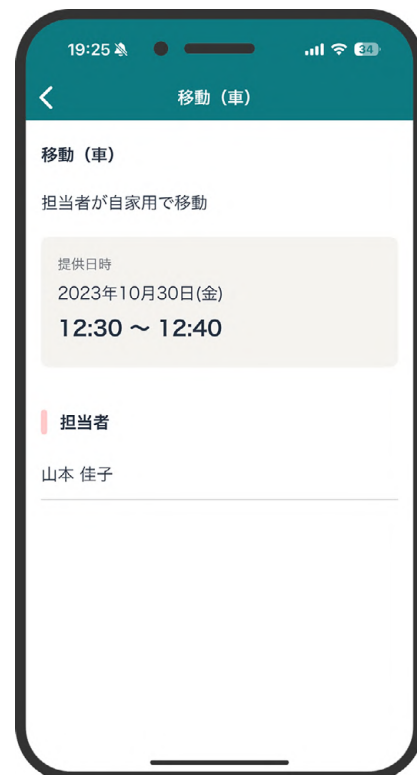 19:25
34
移動（車）
移動（車）
担当者が自家用で移動
提供日時
2023年10月30日(金)
12:30 〜 12:40
担当者
山本 佳子